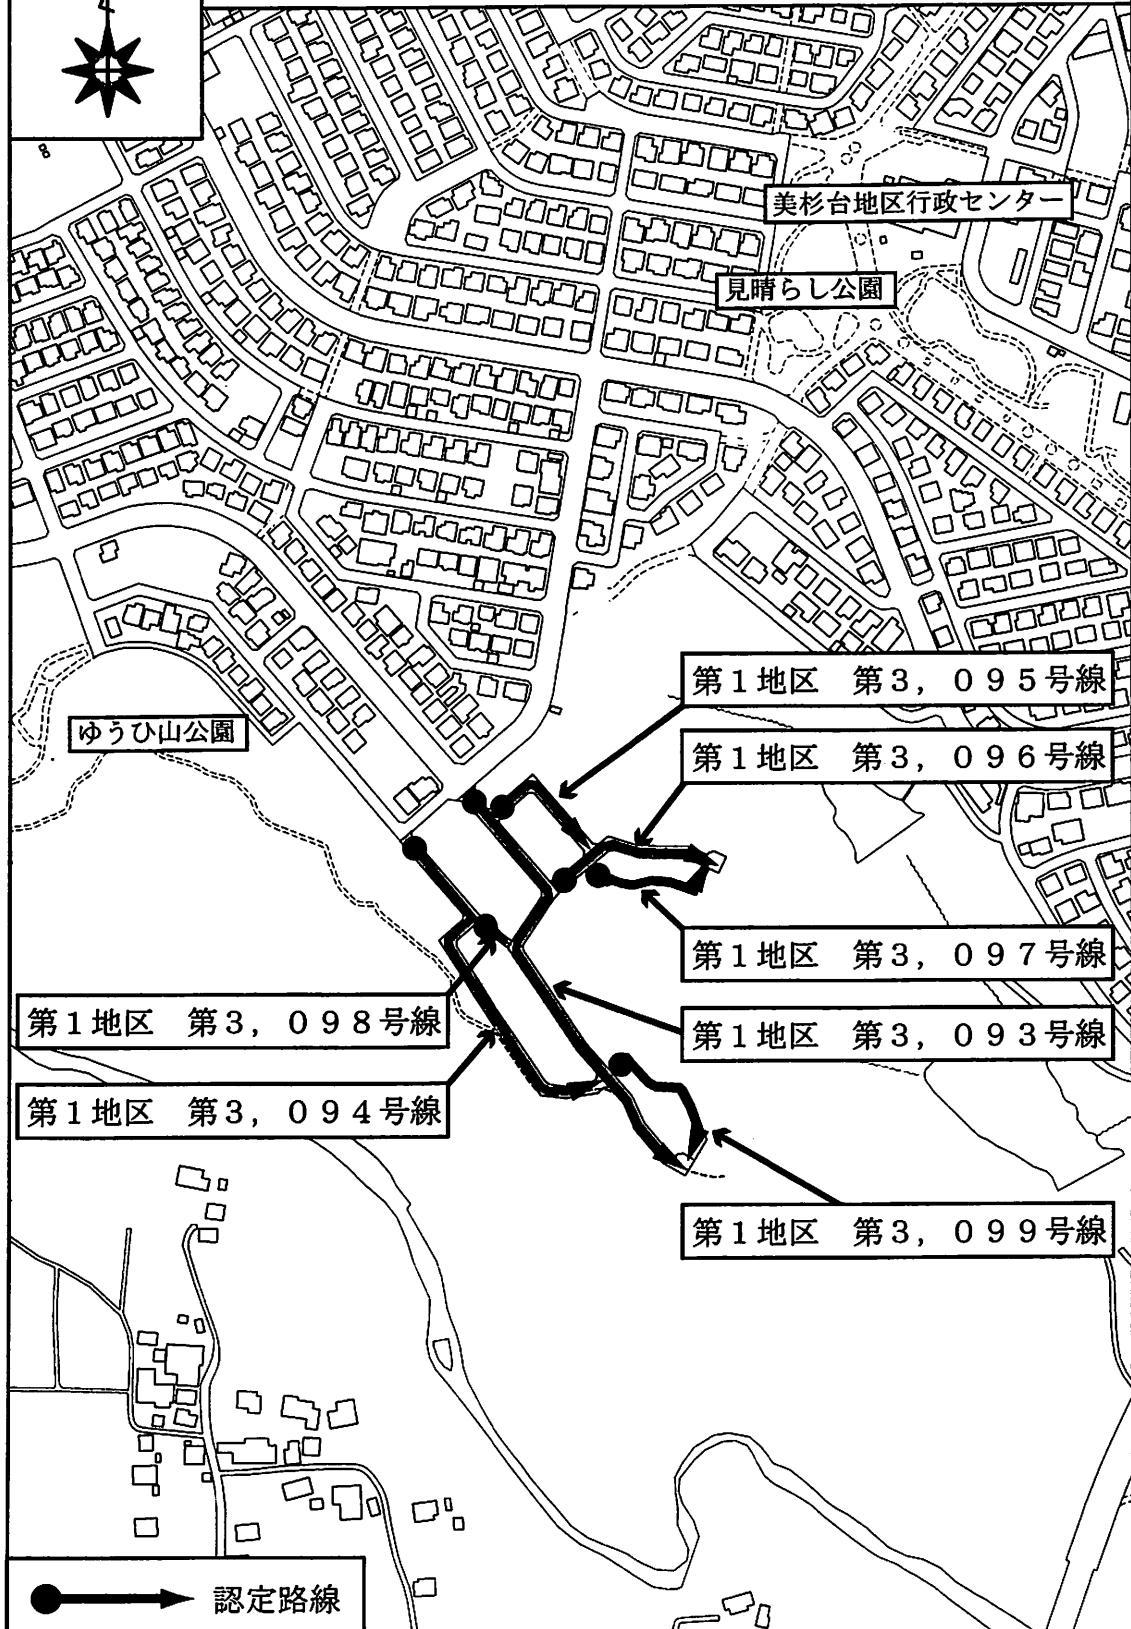 美杉台地区行政センター
見晴らし公園
第1地区　第3，095号線
ゆうひ山公園
第1地区　第3，096号線
第1地区　第3，097号線
第1地区　第3，098号線
第1地区　第3，093号線
第1地区　第3，094号線
第1地区　第3，099号線
認定路線